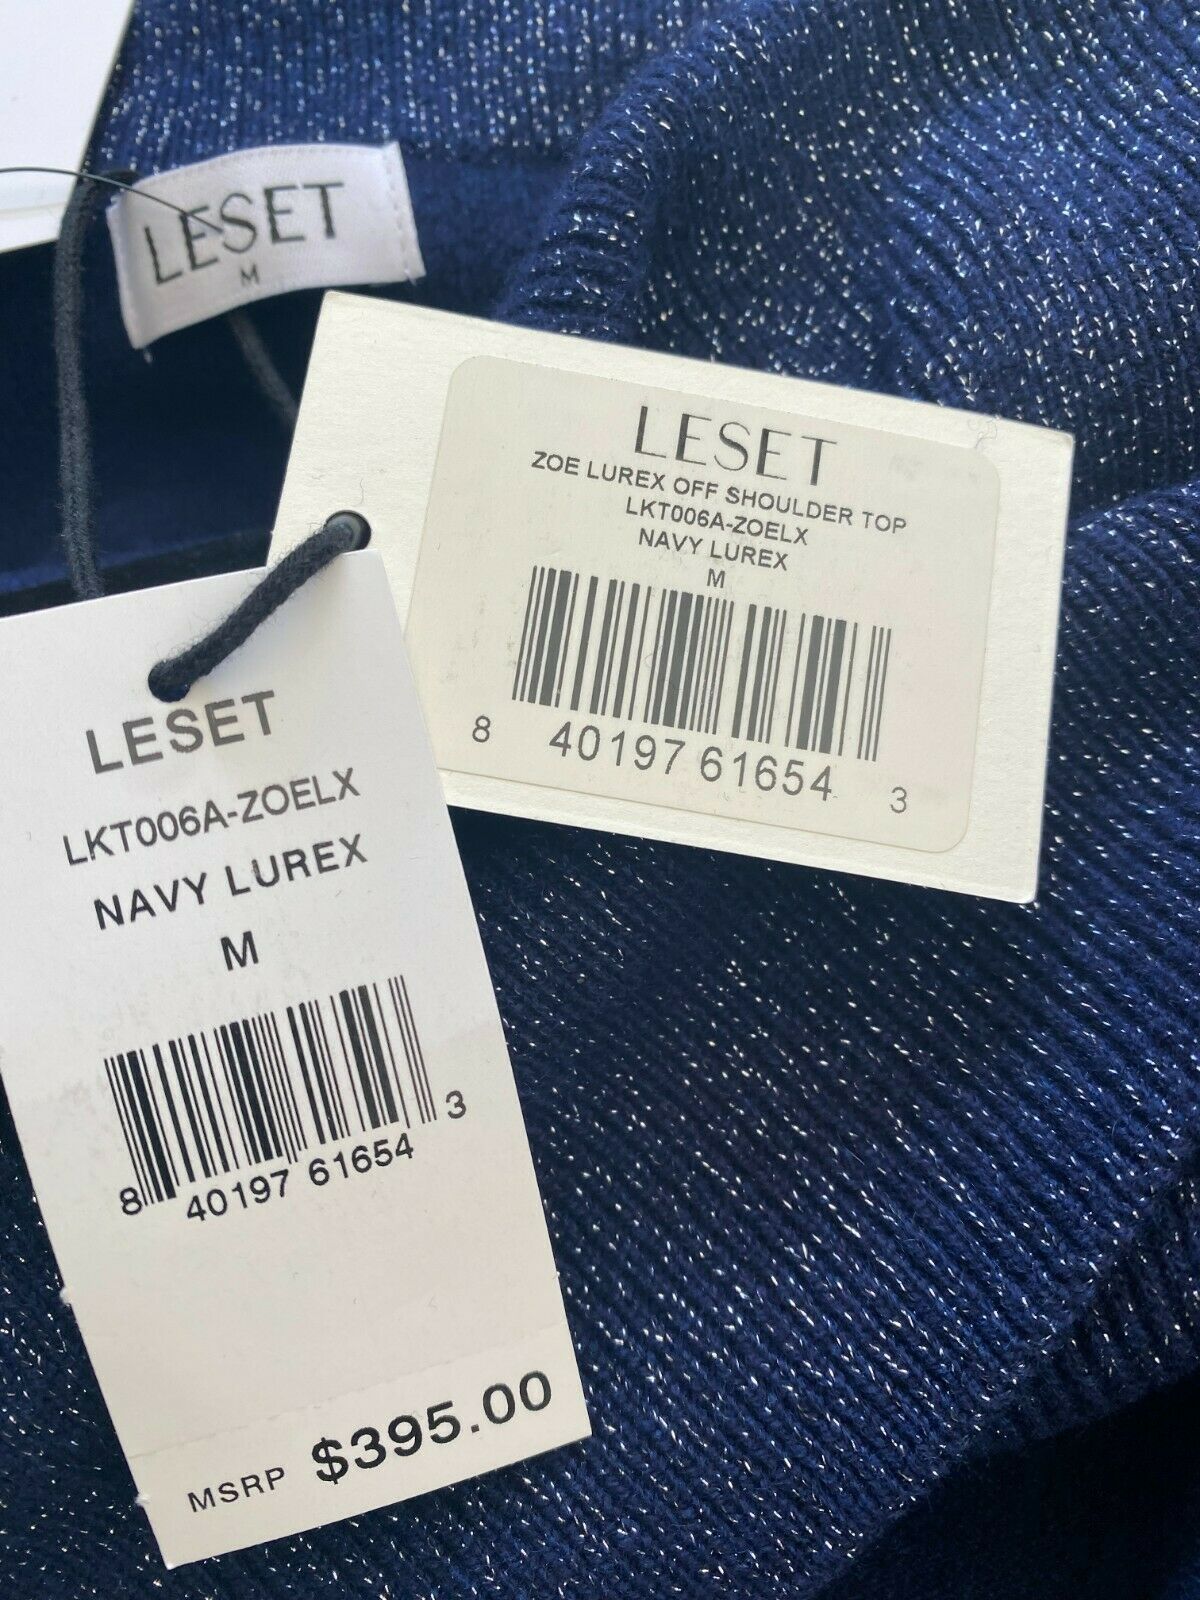 LESET
M
LESET
ZOE LUREX OFF SHOULDER TOP
LKT006A-ZOELX
NAVY LUREX
M
8 40197 61654 3
LESET
LKT006A-ZOELX
NAVY LUREX
M
8 40197 61654 3
MSRP $395.00